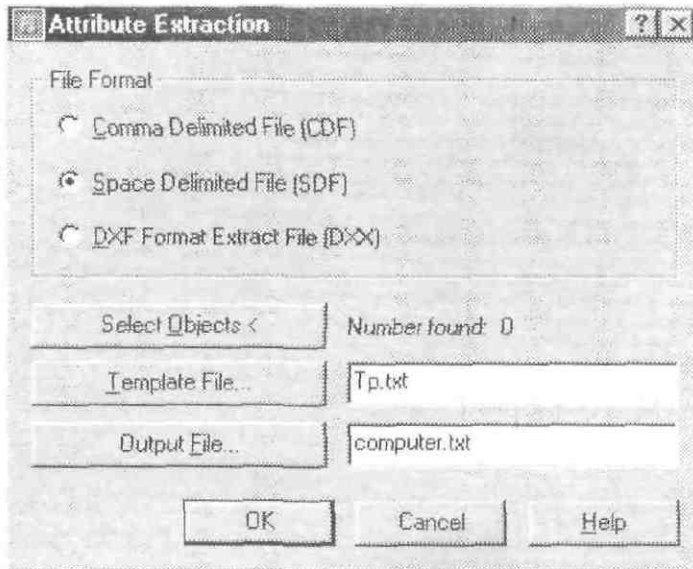 Attribute Extraction
File Format
Comma Delimited File (CDF)
Space Delimited File (SDF)
DXF Format Extract File (DXX)
Select Objects <
Number found: 0
Template File...
Tp.txt
Output File...
computer.txt
OK
Cancel
Help